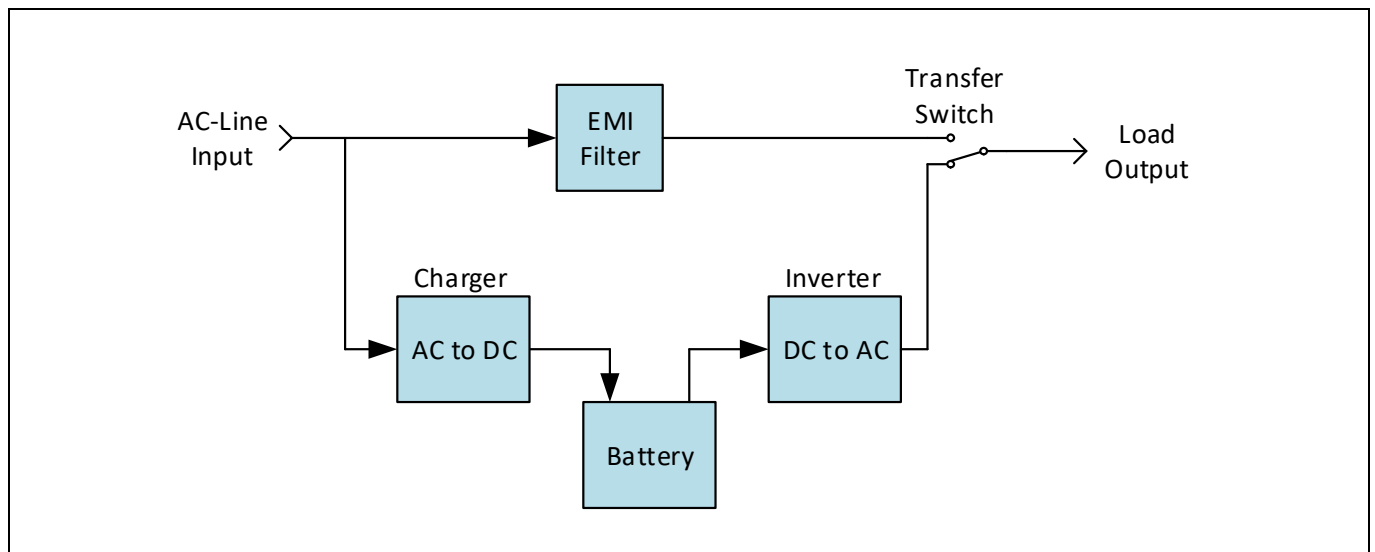 Transfer
Switch
AC-Line
Input
EMI
Filter
Load
Output
Charger
Inverter
AC to DC
DC to AC
Battery